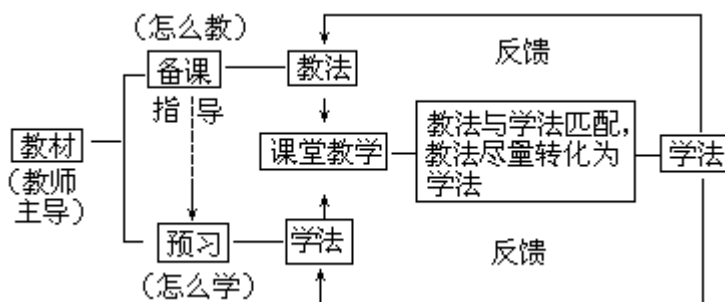 (怎么教)
备课
教法
反馈
指导
教材
(教师
主导)
课堂教学
教法与学法匹配,
教法尽量转化为
学法
学法
预习
学法
反馈
(怎么学)